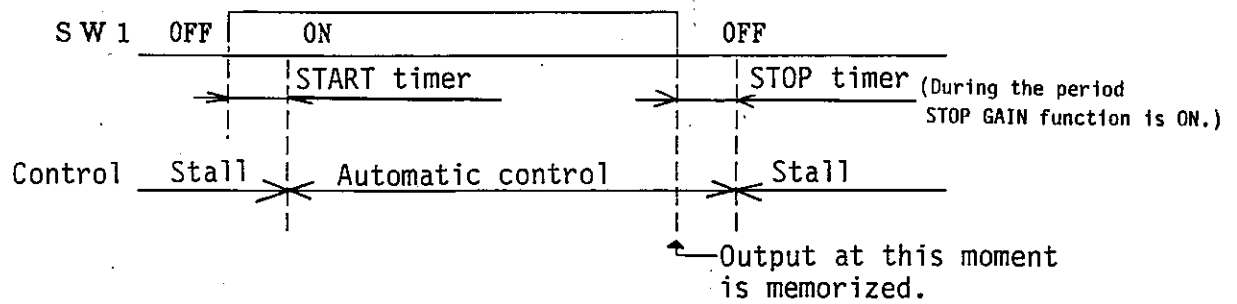 SW1 OFF ON OFF
START timer STOP timer (During the period
STOP GAIN function is ON.)
Control Stall Automatic control Stall
Output at this moment
is memorized.